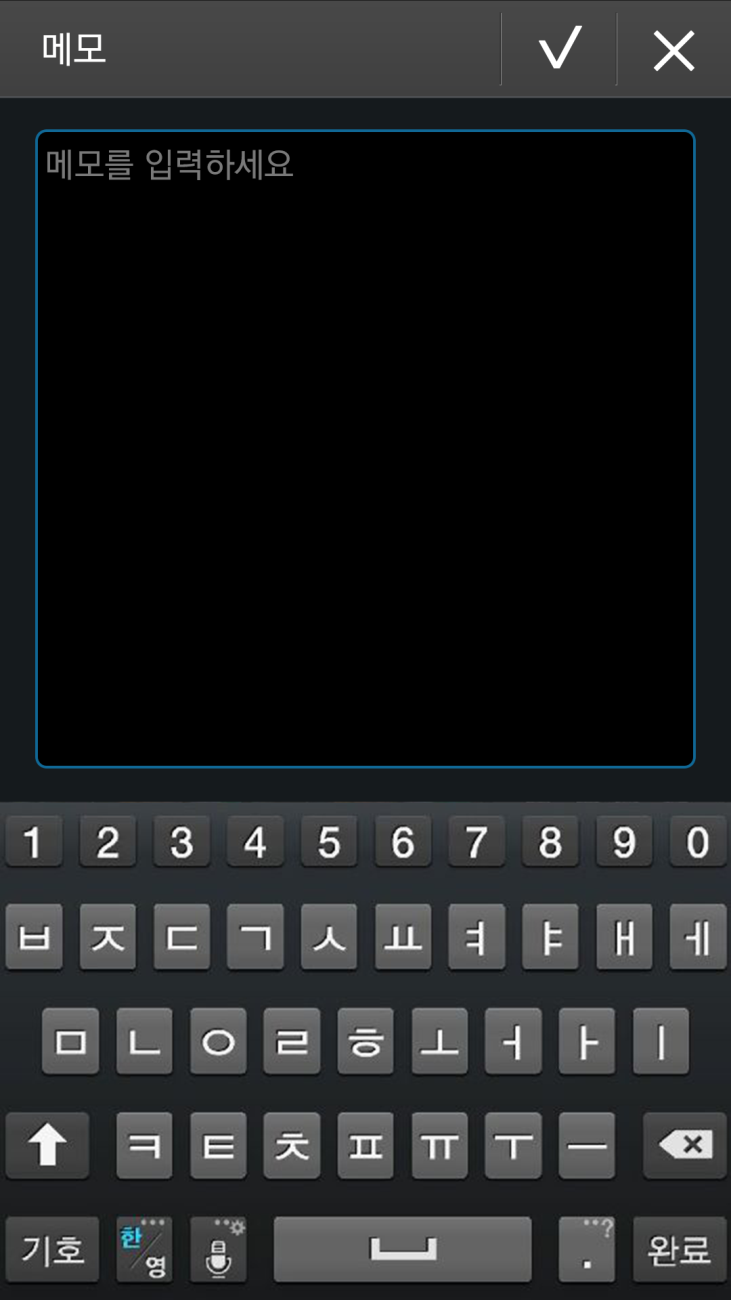 메모
메모를 입력하세요
1 2 3 4 5 6 7 8 9 0
ㅂ ㅈ ㄷ ㄱ ㅅ ㅛ ㅕ ㅑ ㅐ ㅔ
ㅁ ㄴ ㅇ ㄹ ㅎ ㅗ ㅓ ㅏ ㅣ
ㅋ ㅌ ㅊ ㅍ ㅠ ㅜ ㅡ
기호 한/영 . ? 완료